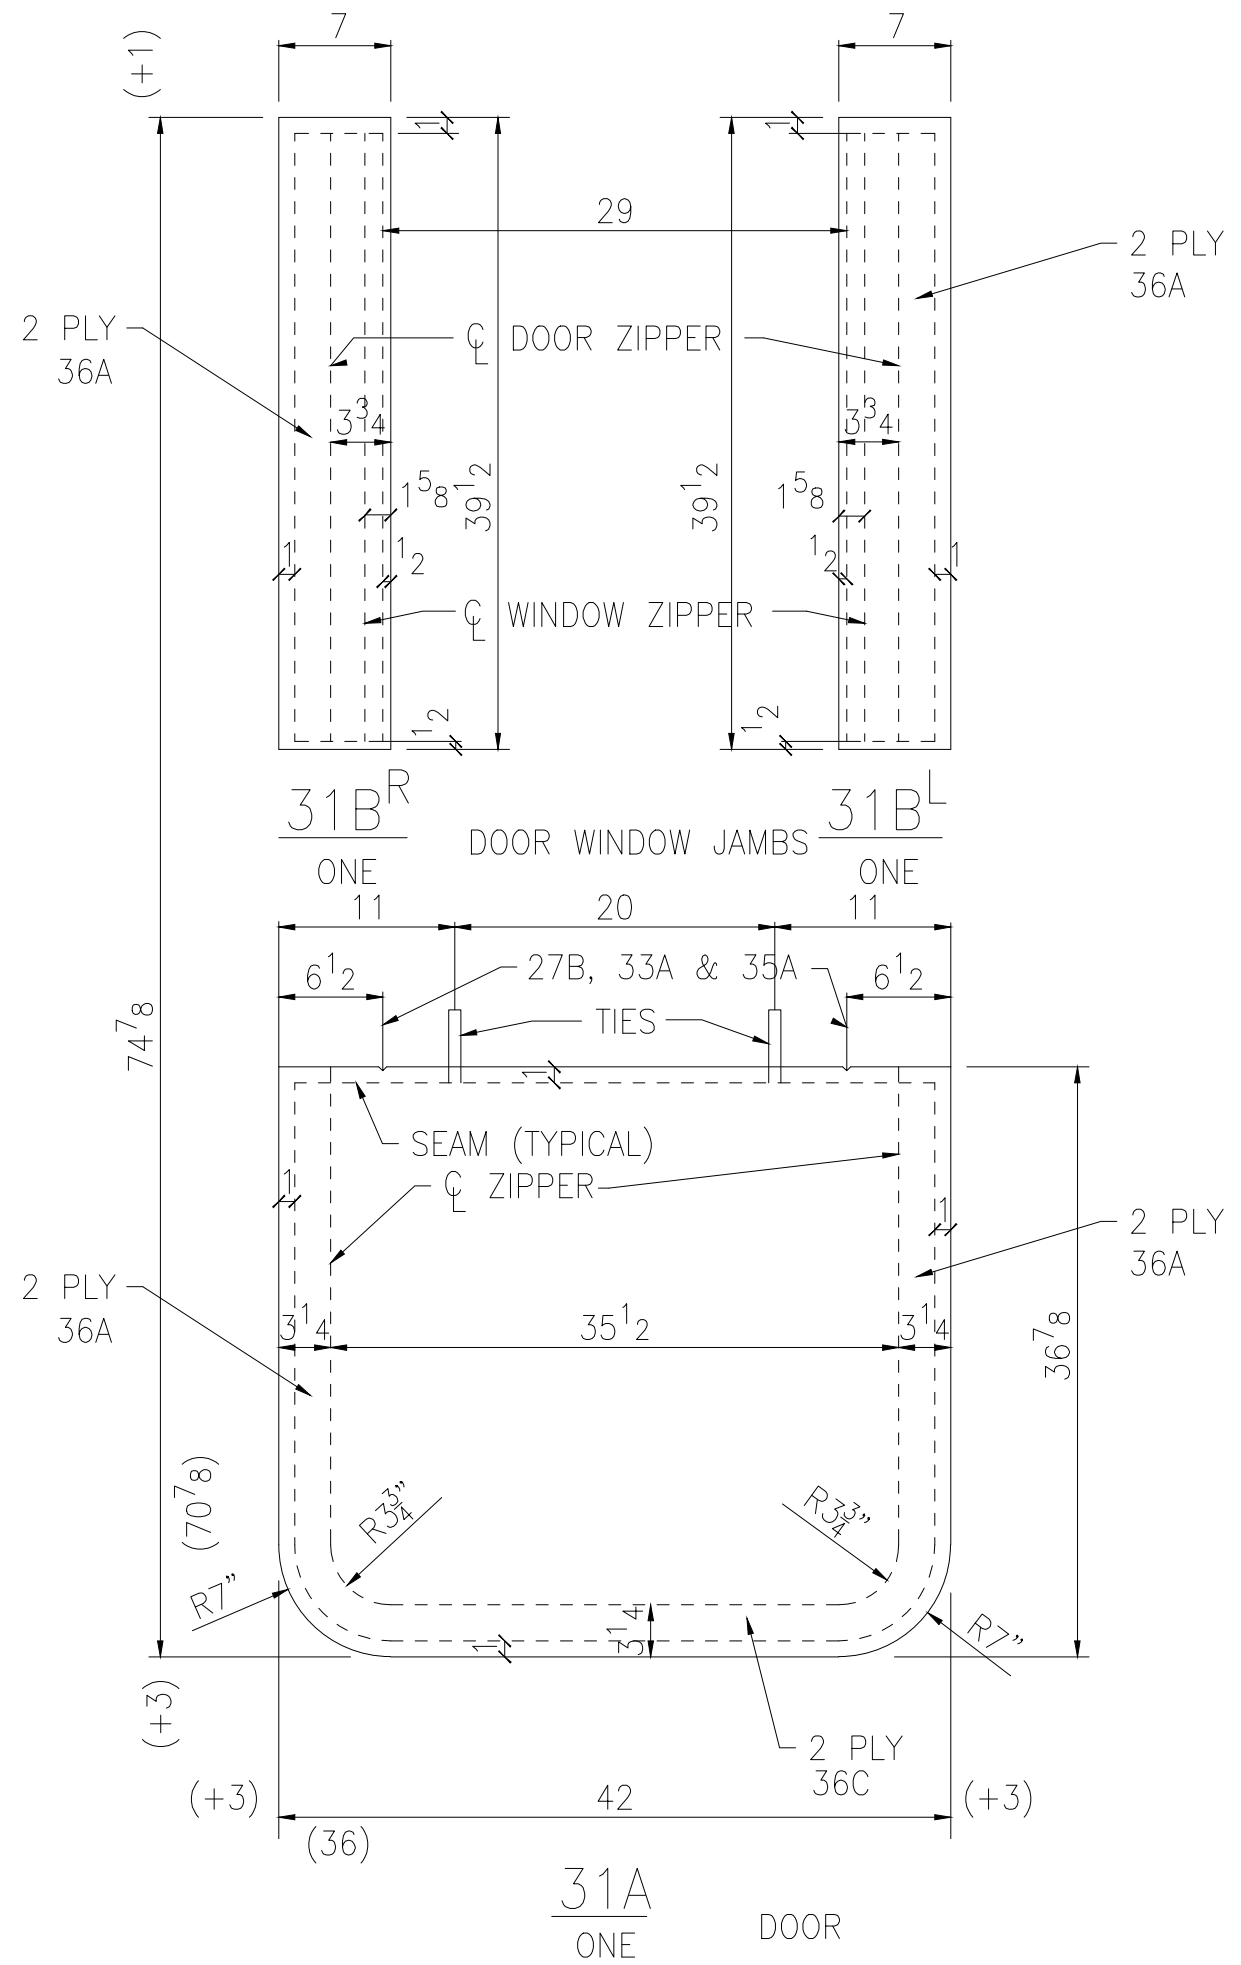 7
7
(+1)
1
1
29
2 PLY
36A
2 PLY
36A
℄ DOOR ZIPPER
3 3/4
3 3/4
39 1/2
39 1/2
1 5/8
1 5/8
1
1/2
1/2
1
℄ WINDOW ZIPPER
1/2
1/2
31B R
ONE
DOOR WINDOW JAMBS
31B L
ONE
11
20
11
27B, 33A & 35A
6 1/2
6 1/2
TIES
74 7/8
1
SEAM (TYPICAL)
℄ ZIPPER
1
1
2 PLY
36A
2 PLY
36A
3 1/4
35 1/2
3 1/4
36 7/8
(70 7/8)
R3 3/4"
R3 3/4"
R7"
R7"
1
3 1/4
(+3)
2 PLY
36C
(+3)
42
(+3)
(36)
31A
ONE
DOOR